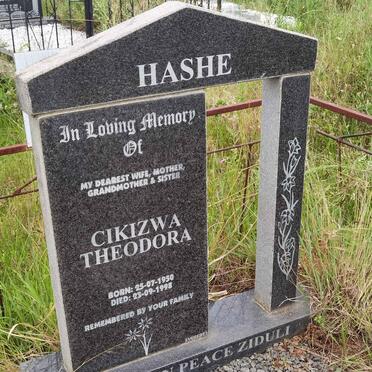 HASHE
In Loving Memory
Of
MY DEAREST WIFE, MOTHER,
GRANDMOTHER & SISTER
CIKIZWA
THEODORA
BORN: 25-07-1950
DIED: 23-09-1998
REMEMBERED BY YOUR FAMILY
IN PEACE ZIDULI